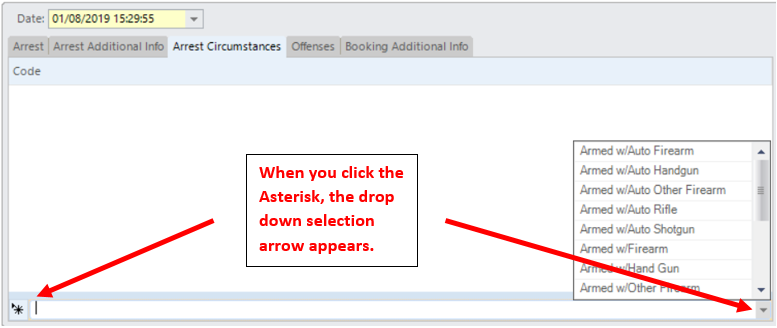 Date: 01/08/2019 15:29:55
Arrest Arrest Additional Info Arrest Circumstances Offenses Booking Additional Info
Code
Armed w/Auto Firearm
Armed w/Auto Handgun
Armed w/Auto Other Firearm
Armed w/Auto Rifle
Armed w/Auto Shotgun
Armed w/Firearm
Armed w/Hand Gun
Armed w/Other Firearm
When you click the
Asterisk, the drop
down selection
arrow appears.